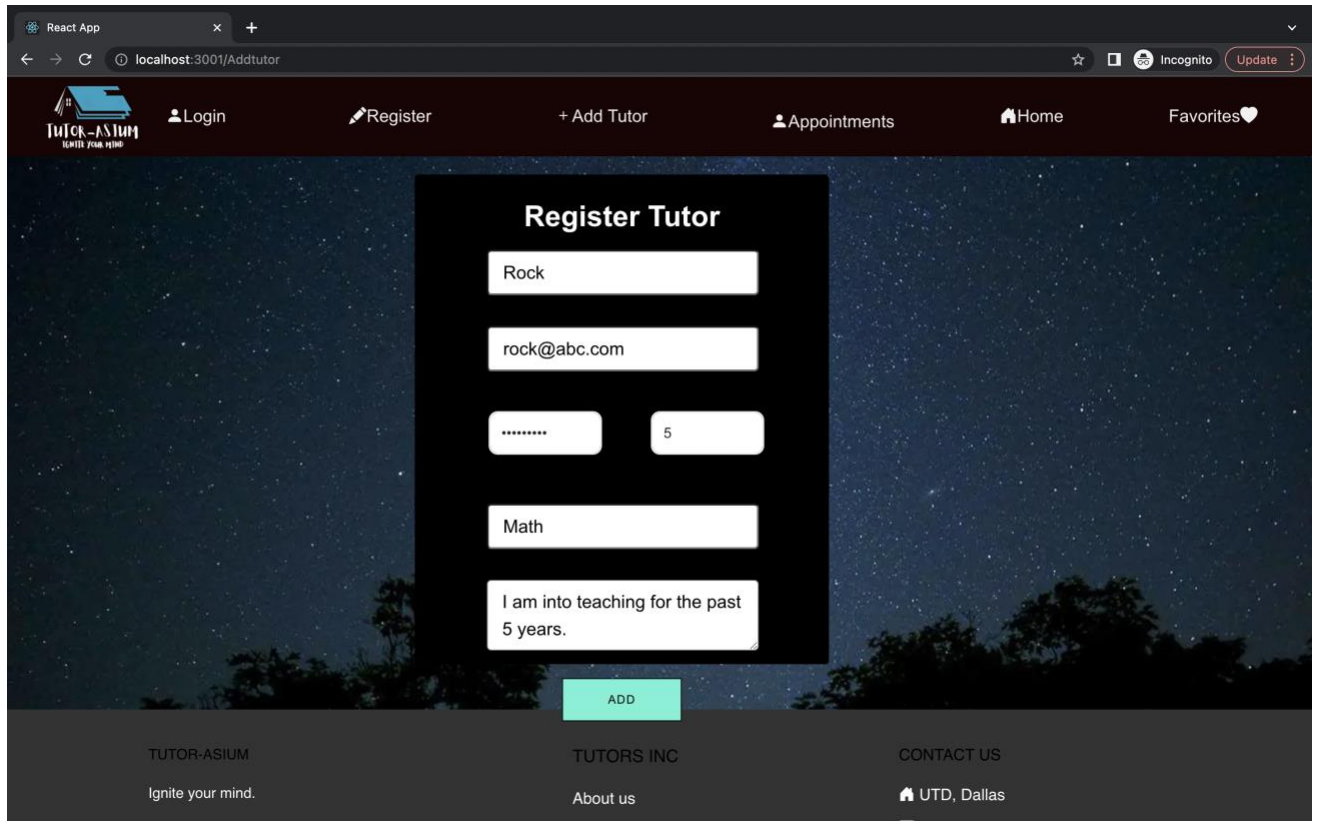 React App
localhost:3001/Addtutor
Incognito
Update
TUTOR-ASIUM
IGNITE YOUR MIND
Login
Register
+ Add Tutor
Appointments
Home
Favorites
Register Tutor
Rock
rock@abc.com
•••••••••
5
Math
I am into teaching for the past
5 years.
ADD
TUTOR-ASIUM
TUTORS INC
CONTACT US
Ignite your mind.
About us
UTD, Dallas